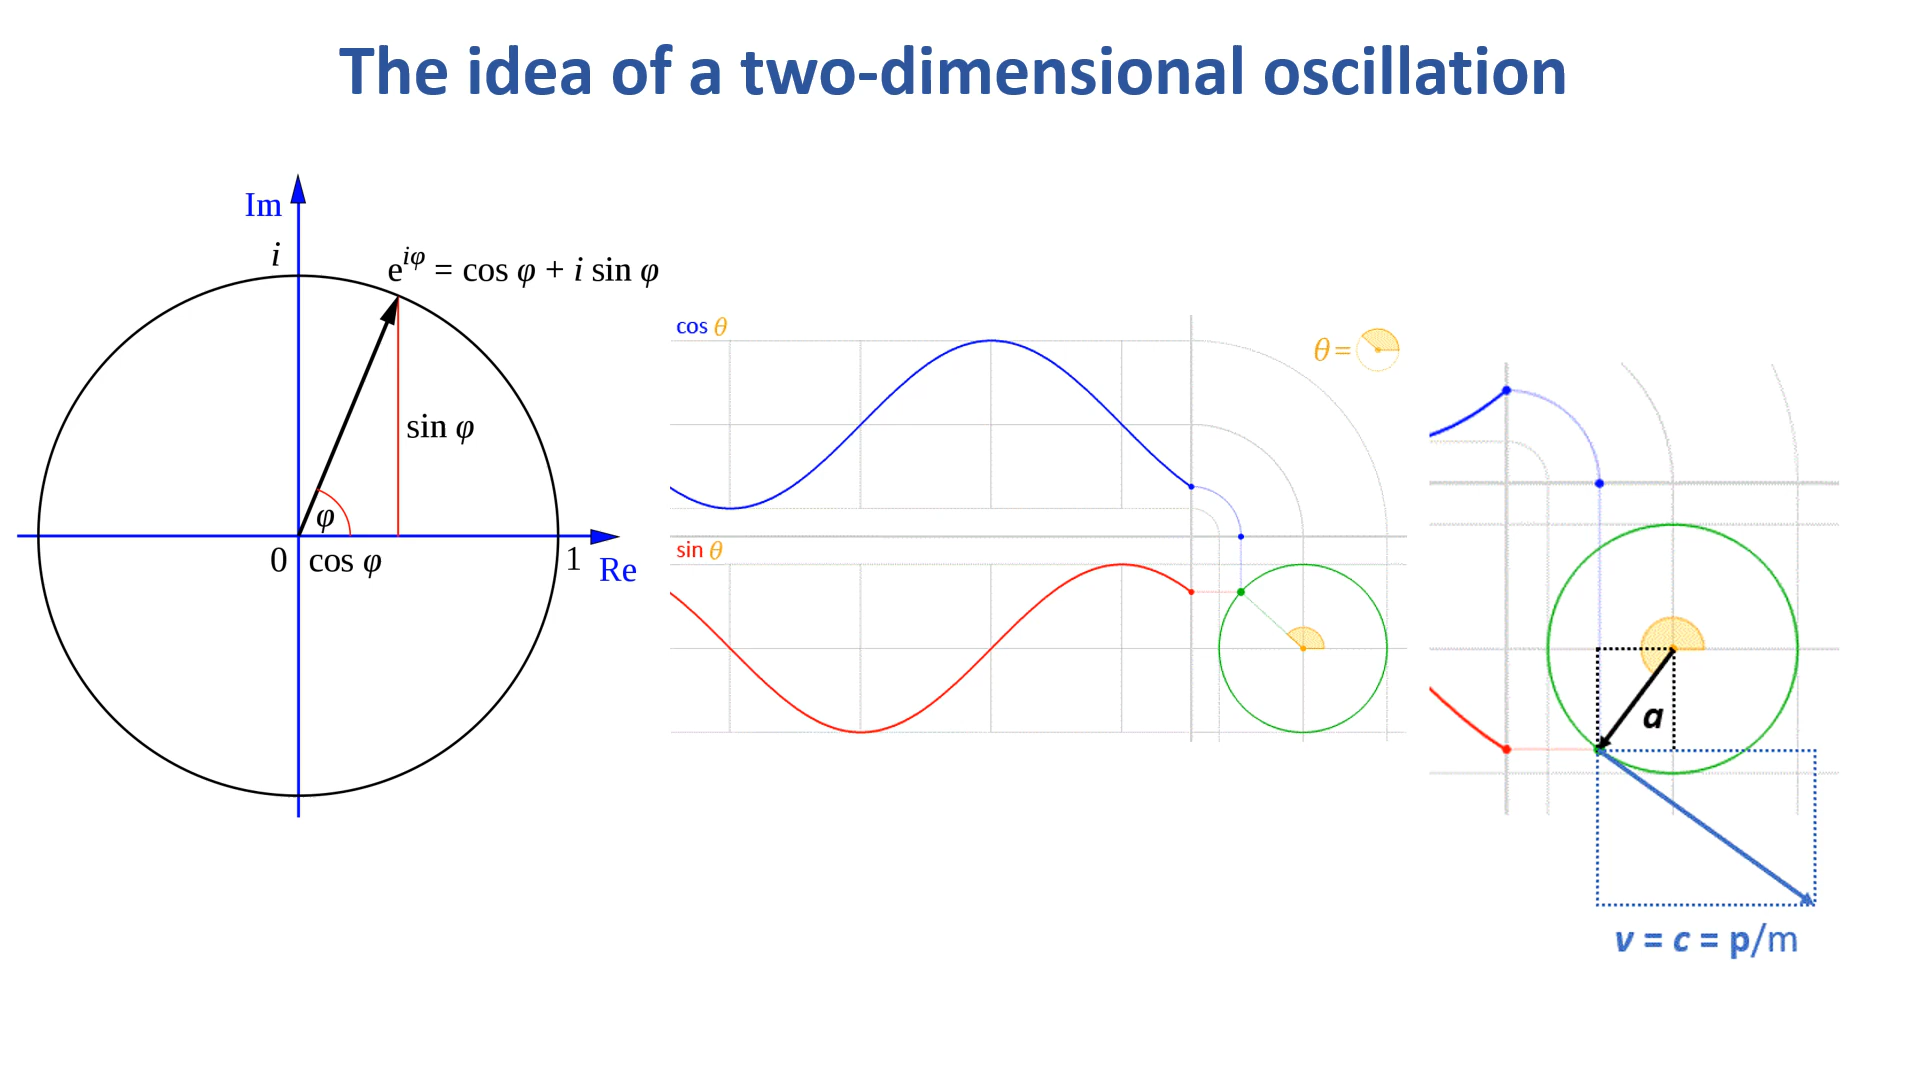 The idea of a two-dimensional oscillation
Im
i
e^{iφ} = cos φ + i sin φ
sin φ
φ
0 cos φ
1
Re
cos θ
θ =
sin θ
a
v = c = p/m